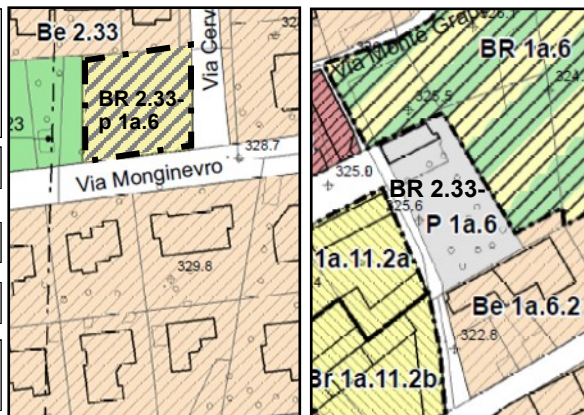 Be 2.33
Via Cerv
BR 2.33-
p 1a.6
23
328.7
Via Monginevro
329.8
Via Monte Grap
BR 1a.6
325.5
325.0
BR 2.33-
P 1a.6
1a.11.2a
Be 1a.6.2
322.8
Br 1a.11.2b